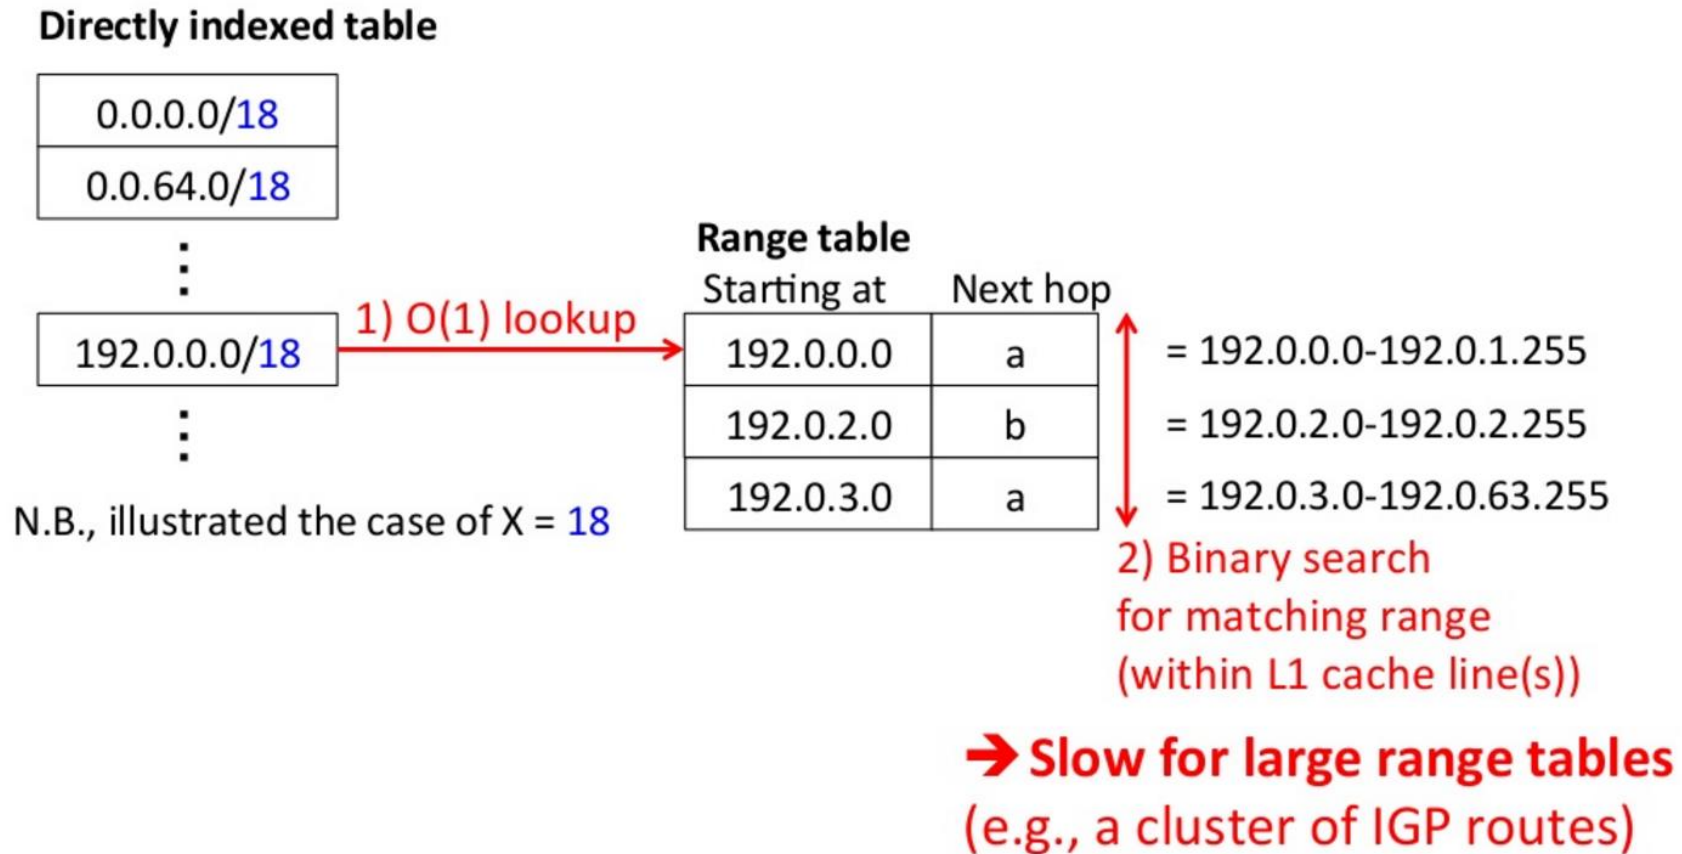 Directly indexed table
0.0.0.0/18
0.0.64.0/18
192.0.0.0/18
N.B., illustrated the case of X = 18
1) O(1) lookup
Range table
Starting at Next hop
192.0.0.0 a = 192.0.0.0-192.0.1.255
192.0.2.0 b = 192.0.2.0-192.0.2.255
192.0.3.0 a = 192.0.3.0-192.0.63.255
2) Binary search
for matching range
(within L1 cache line(s))
➔ Slow for large range tables
(e.g., a cluster of IGP routes)